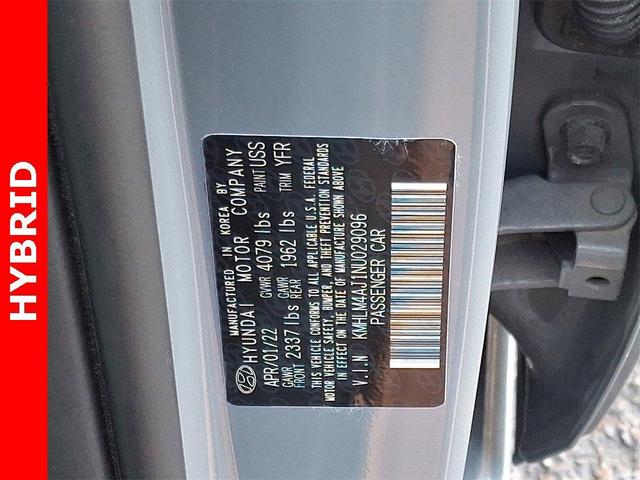 HYBRID
MANUFACTURED IN KOREA BY
HYUNDAI MOTOR COMPANY
APR/01/22 GVWR 4079 lbs PAINT USS
GAWR FRONT 2337 lbs GAWR REAR 1962 lbs TRIM YFR
THIS VEHICLE CONFORMS TO ALL APPLICABLE U.S.A. FEDERAL
MOTOR VEHICLE SAFETY, BUMPER, AND THEFT PREVENTION STANDARDS
IN EFFECT ON THE DATE OF MANUFACTURE SHOWN ABOVE
V.I.N KMHLM4AJ1NU029096
PASSENGER CAR